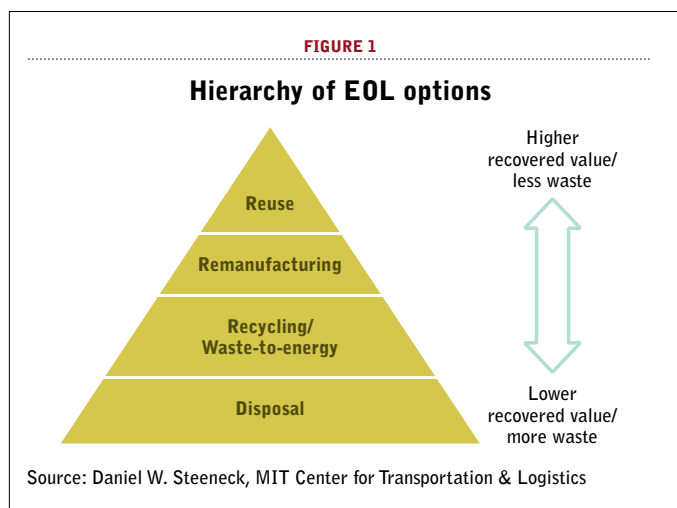 FIGURE 1
Hierarchy of EOL options
Reuse
Remanufacturing
Recycling/
Waste-to-energy
Disposal
Higher
recovered value/
less waste
Lower
recovered value/
more waste
Source: Daniel W. Steeneck, MIT Center for Transportation & Logistics